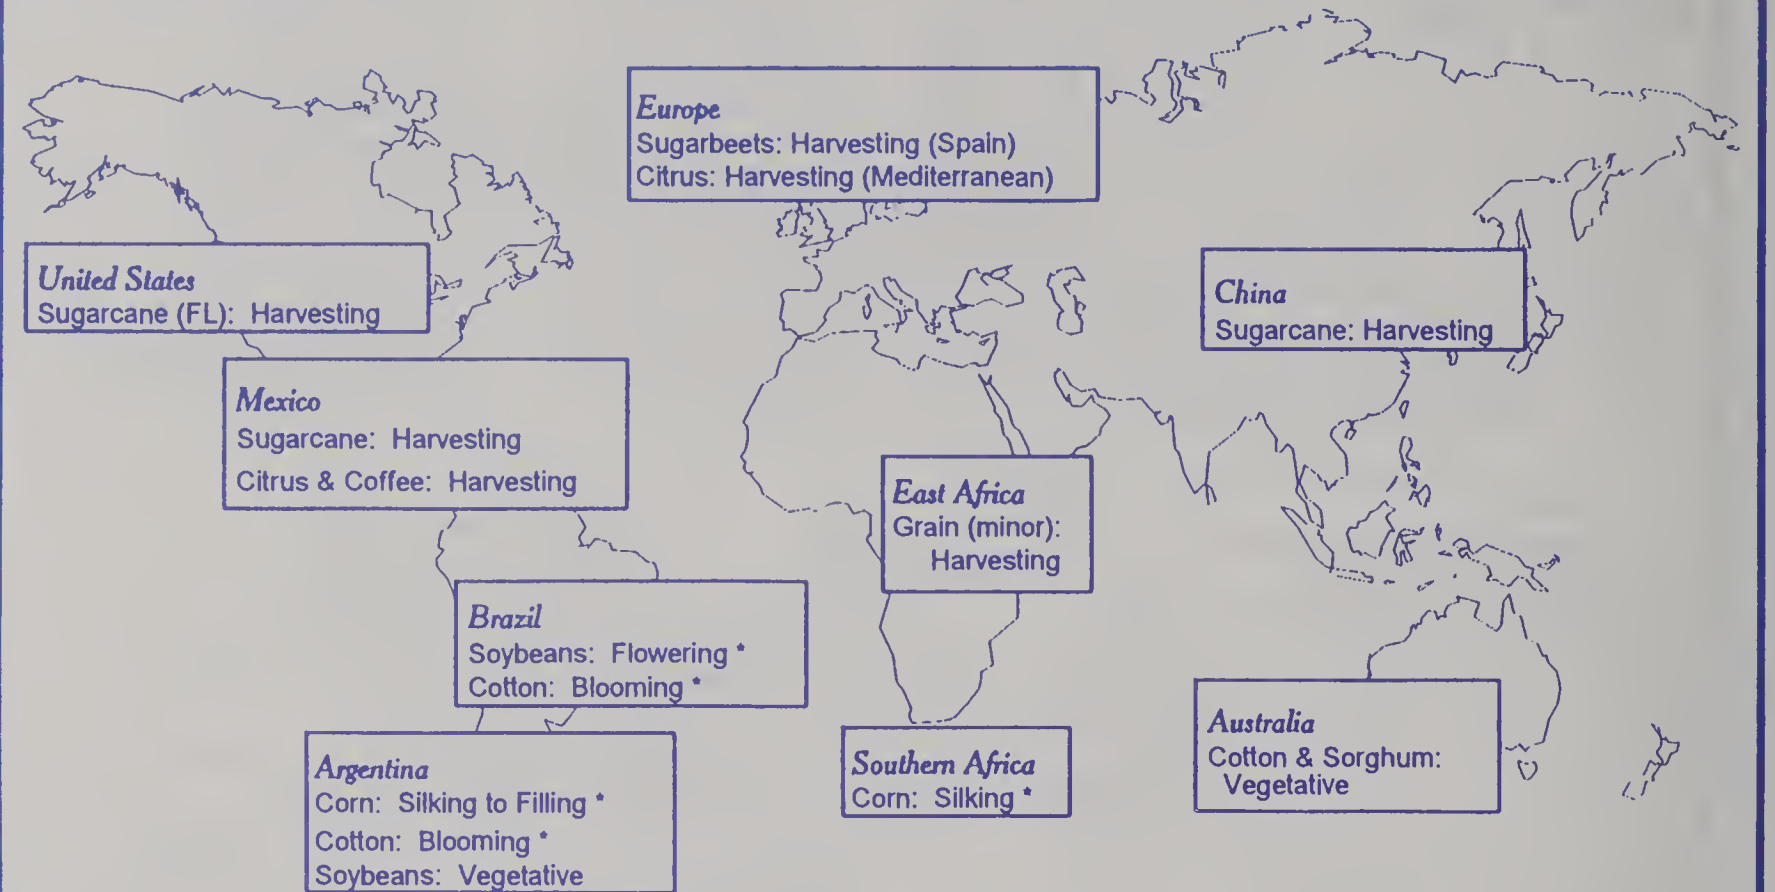 Europe
Sugarbeets: Harvesting (Spain)
Citrus: Harvesting (Mediterranean)
United States
Sugarcane (FL): Harvesting
China
Sugarcane: Harvesting
Mexico
Sugarcane: Harvesting
Citrus & Coffee: Harvesting
East Africa
Grain (minor):
Harvesting
Brazil
Soybeans: Flowering *
Cotton: Blooming *
Australia
Cotton & Sorghum:
Vegetative
Argentina
Corn: Silking to Filling *
Cotton: Blooming *
Soybeans: Vegetative
Southern Africa
Corn: Silking *